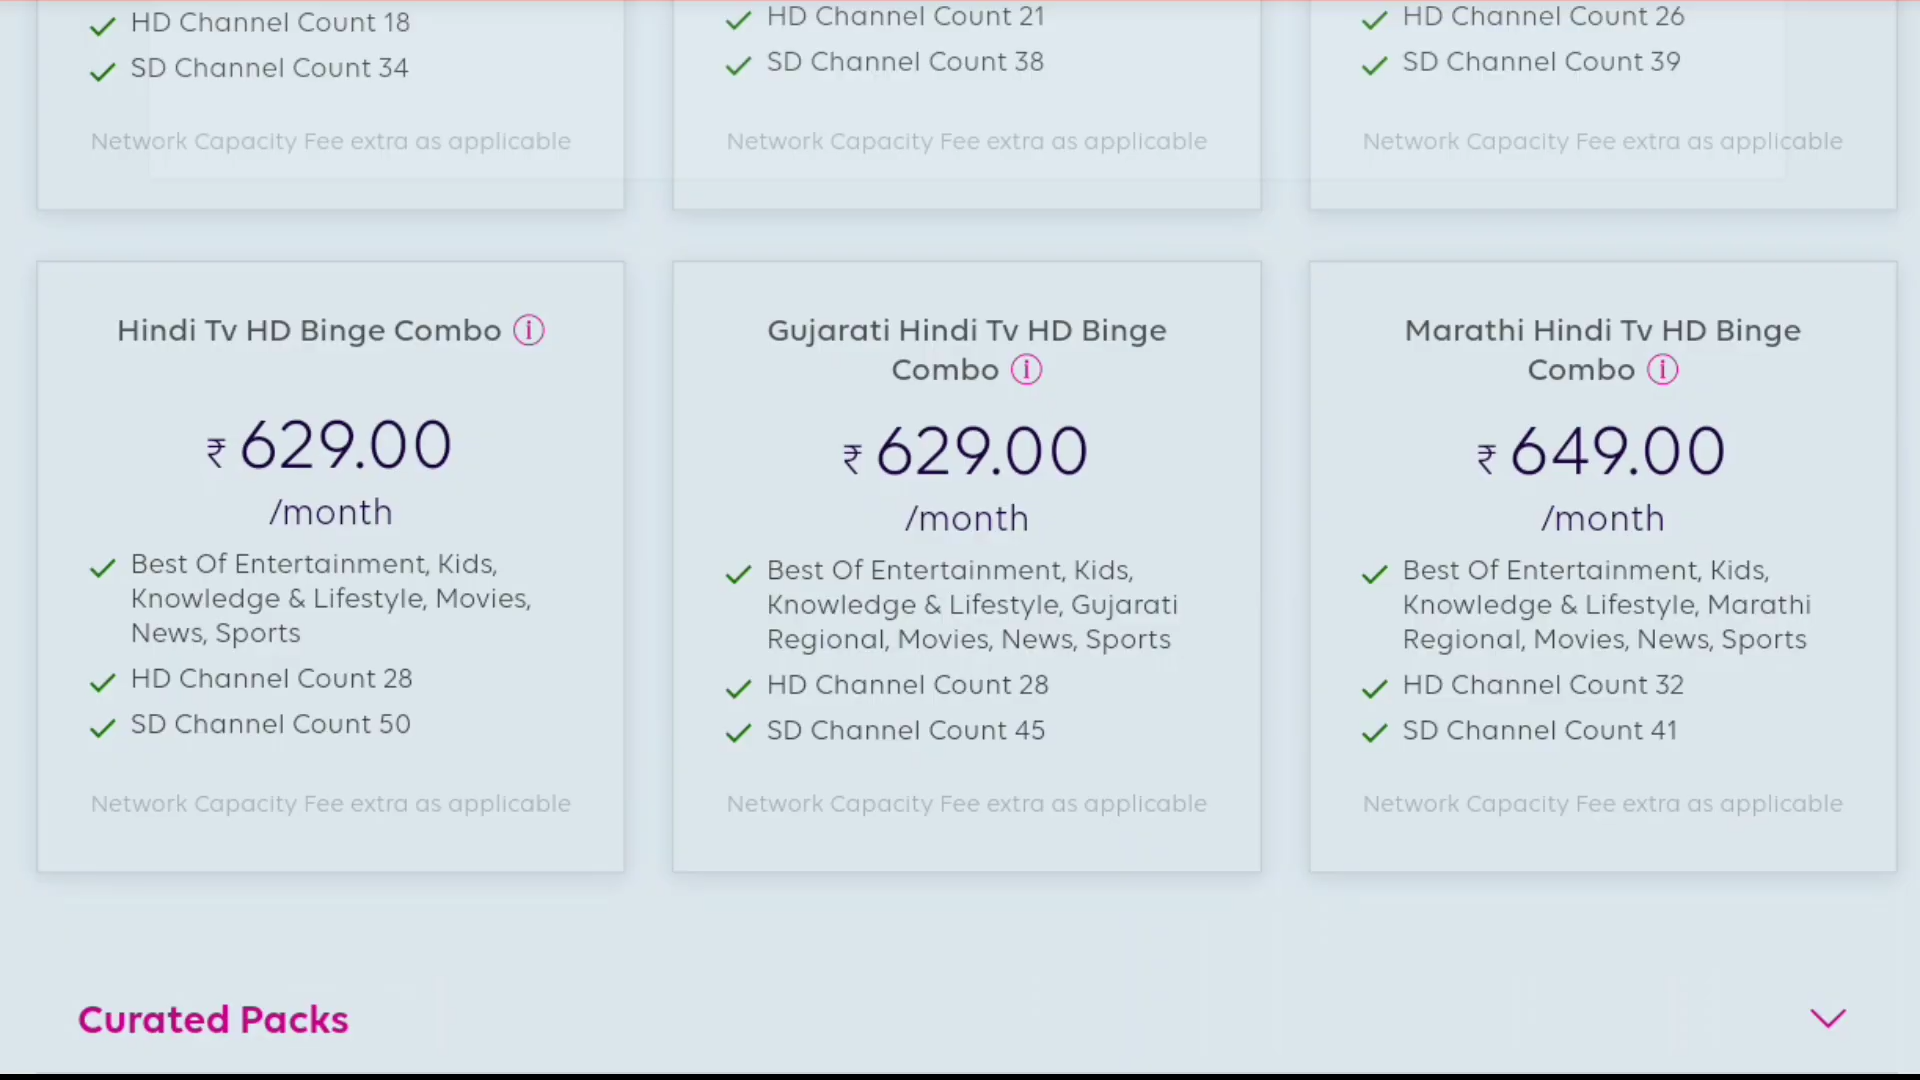 HD Channel Count 18
SD Channel Count 34
Network Capacity Fee extra as applicable
HD Channel Count 21
SD Channel Count 38
Network Capacity Fee extra as applicable
HD Channel Count 26
SD Channel Count 39
Network Capacity Fee extra as applicable
Hindi Tv HD Binge Combo
₹ 629.00
/month
Best Of Entertainment, Kids,
Knowledge & Lifestyle, Movies,
News, Sports
HD Channel Count 28
SD Channel Count 50
Network Capacity Fee extra as applicable
Gujarati Hindi Tv HD Binge
Combo
₹ 629.00
/month
Best Of Entertainment, Kids,
Knowledge & Lifestyle, Gujarati
Regional, Movies, News, Sports
HD Channel Count 28
SD Channel Count 45
Network Capacity Fee extra as applicable
Marathi Hindi Tv HD Binge
Combo
₹ 649.00
/month
Best Of Entertainment, Kids,
Knowledge & Lifestyle, Marathi
Regional, Movies, News, Sports
HD Channel Count 32
SD Channel Count 41
Network Capacity Fee extra as applicable
Curated Packs